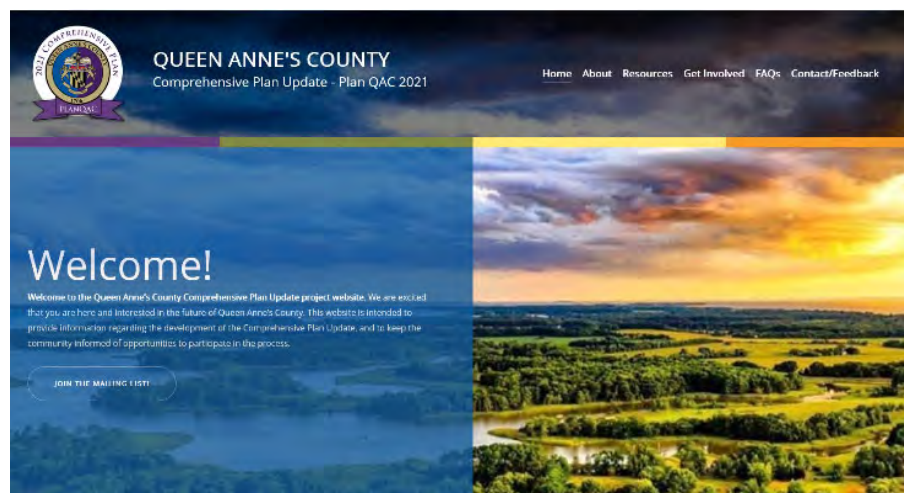 2021 COMPREHENSIVE PLAN
QUEEN ANNE'S COUNTY
PLANQAC
QUEEN ANNE'S COUNTY
Comprehensive Plan Update - Plan QAC 2021
Home About Resources Get Involved FAQs Contact/Feedback
Welcome!
Welcome to the Queen Anne's County Comprehensive Plan Update project website. We are excited
that you are here and interested in the future of Queen Anne's County. This website is intended to
provide information regarding the development of the Comprehensive Plan Update, and to keep the
community informed of opportunities to participate in the process.
JOIN THE MAILING LIST!